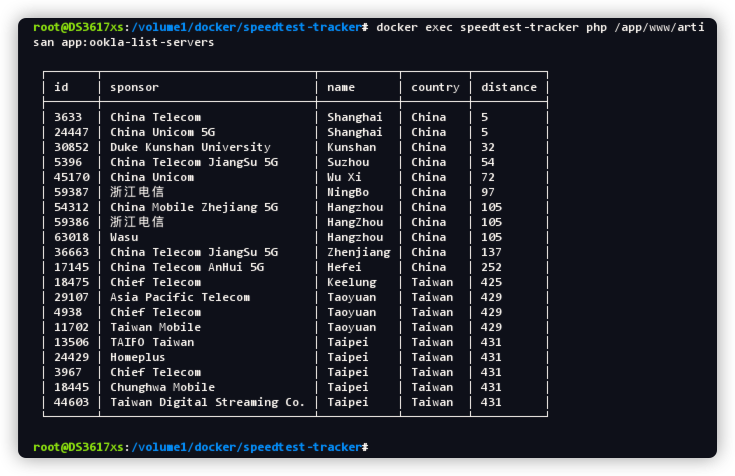 root@DS3617xs:/volume1/docker/speedtest-tracker# docker exec speedtest-tracker php /app/www/arti
san app:ookla-list-servers
id sponsor name country distance
3633 China Telecom Shanghai China 5
24447 China Unicom 5G Shanghai China 5
30852 Duke Kunshan University Kunshan China 32
5396 China Telecom JiangSu 5G Suzhou China 54
45170 China Unicom Wu Xi China 72
59387 浙江电信 NingBo China 97
54312 China Mobile Zhejiang 5G Hangzhou China 105
59386 浙江电信 HangZhou China 105
63018 Wasu Hangzhou China 105
36663 China Telecom JiangSu 5G Zhenjiang China 137
17145 China Telecom AnHui 5G Hefei China 252
18475 Chief Telecom Keelung Taiwan 425
29107 Asia Pacific Telecom Taoyuan Taiwan 429
4938 Chief Telecom Taoyuan Taiwan 429
11702 Taiwan Mobile Taoyuan Taiwan 429
13506 TAIFO Taiwan Taipei Taiwan 431
24429 Homeplus Taipei Taiwan 431
3967 Chief Telecom Taipei Taiwan 431
18445 Chunghwa Mobile Taipei Taiwan 431
44603 Taiwan Digital Streaming Co. Taipei Taiwan 431
root@DS3617xs:/volume1/docker/speedtest-tracker#